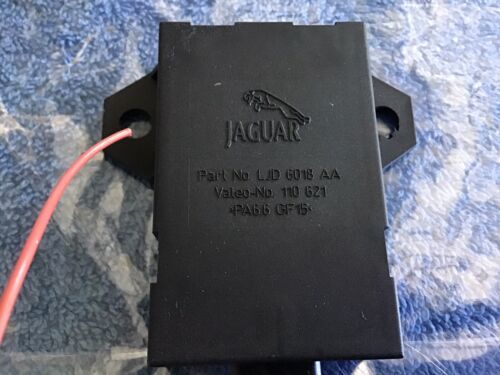 JAGUAR
Part No LJD 6018 AA
Valeo-No. 110 621
>PA6.6 GF15<